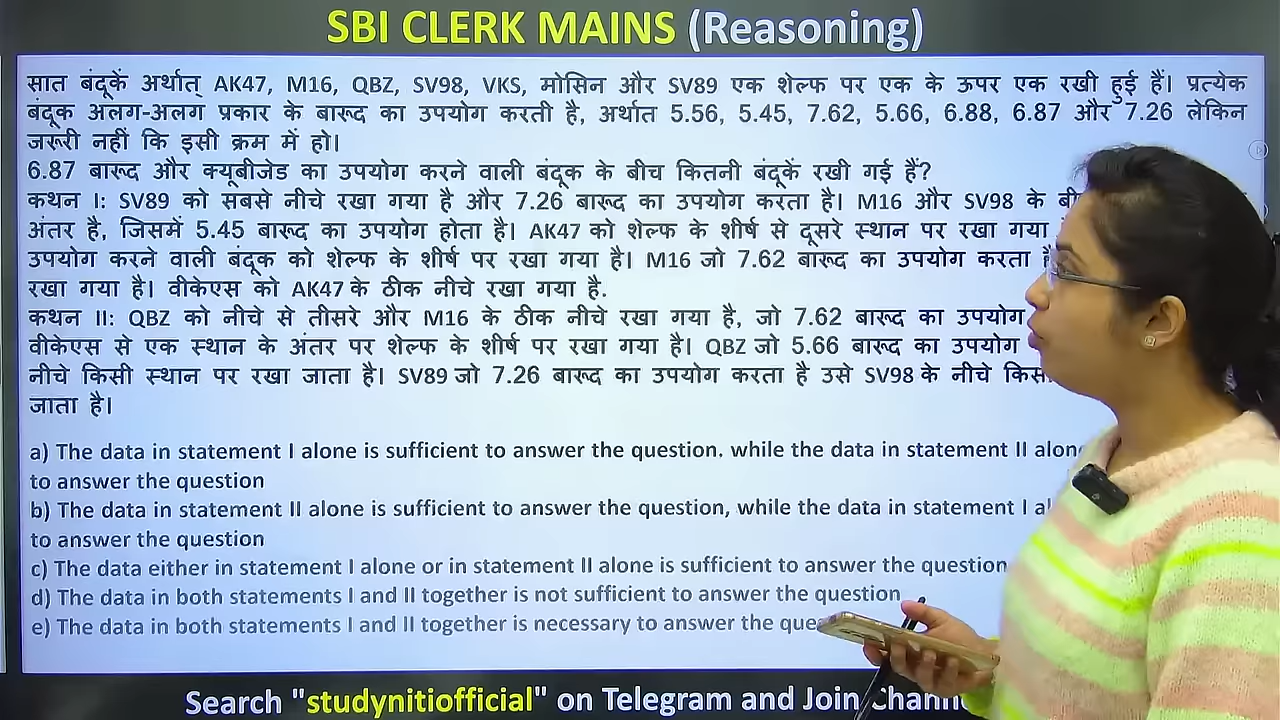 SBI CLERK MAINS (Reasoning)
सात बंदूकें अर्थात् AK47, M16, QBZ, SV98, VKS, मोसिन और SV89 एक शेल्फ पर एक के ऊपर एक रखी हुई हैं। प्रत्येक
बंदूक अलग-अलग प्रकार के बारूद का उपयोग करती है, अर्थात 5.56, 5.45, 7.62, 5.66, 6.88, 6.87 और 7.26 लेकिन
जरूरी नहीं कि इसी क्रम में हो।
6.87 बारूद और क्यूबीजेड का उपयोग करने वाली बंदूक के बीच कितनी बंदूकें रखी गई हैं?
कथन I: SV89 को सबसे नीचे रखा गया है और 7.26 बारूद का उपयोग करता है। M16 और SV98 के
अंतर है, जिसमें 5.45 बारूद का उपयोग होता है। AK47 को शेल्फ के शीर्ष से दूसरे स्थान पर रखा गया
उपयोग करने वाली बंदूक को शेल्फ के शीर्ष पर रखा गया है। M16 जो 7.62 बारूद का उपयोग करता
रखा गया है। वीकेएस को AK47 के ठीक नीचे रखा गया है.
कथन II: QBZ को नीचे से तीसरे और M16 के ठीक नीचे रखा गया है, जो 7.62 बारूद का उपयोग
वीकेएस से एक स्थान के अंतर पर शेल्फ के शीर्ष पर रखा गया है। QBZ जो 5.66 बारूद का उपयोग
नीचे किसी स्थान पर रखा जाता है। SV89 जो 7.26 बारूद का उपयोग करता है उसे SV98 के नीचे
जाता है।
a) The data in statement I alone is sufficient to answer the question. while the data in statement II alone
to answer the question
b) The data in statement II alone is sufficient to answer the question, while the data in statement I
to answer the question
c) The data either in statement I alone or in statement II alone is sufficient to answer the question
d) The data in both statements I and II together is not sufficient to answer the question
e) The data in both statements I and II together is necessary to answer the
Search "studynitiofficial" on Telegram and Join